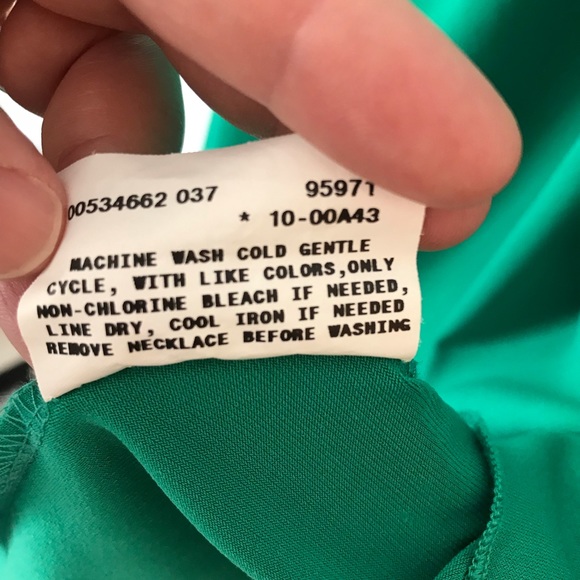 00534662 037 95971
* 10-00A43
MACHINE WASH COLD GENTLE
CYCLE, WITH LIKE COLORS,ONLY
NON-CHLORINE BLEACH IF NEEDED,
LINE DRY, COOL IRON IF NEEDED
REMOVE NECKLACE BEFORE WASHING